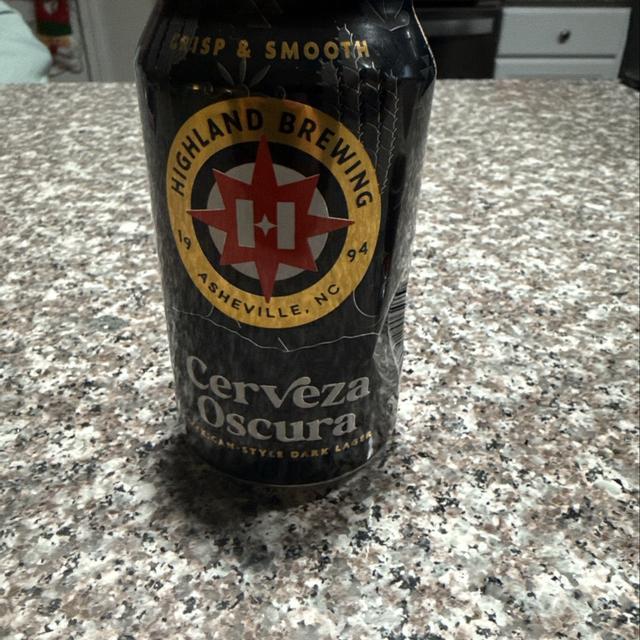 CRISP & SMOOTH
HIGHLAND BREWING
19 94
H
ASHEVILLE, NC
Cerveza
Oscura
STYLE DARK LAGER